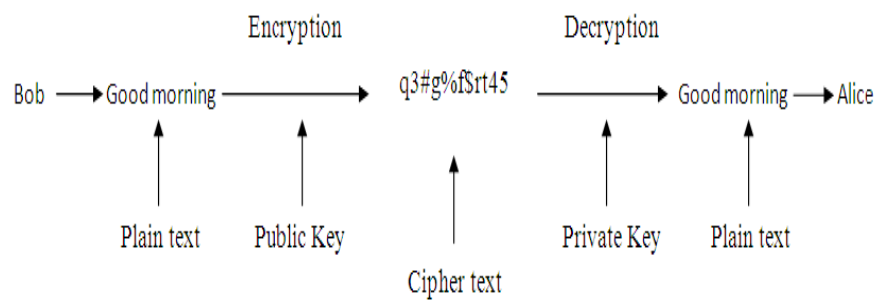 Encryption
Decryption
Bob
Good morning
q3#g%f$rt45
Good morning
Alice
Plain text
Public Key
Private Key
Plain text
Cipher text